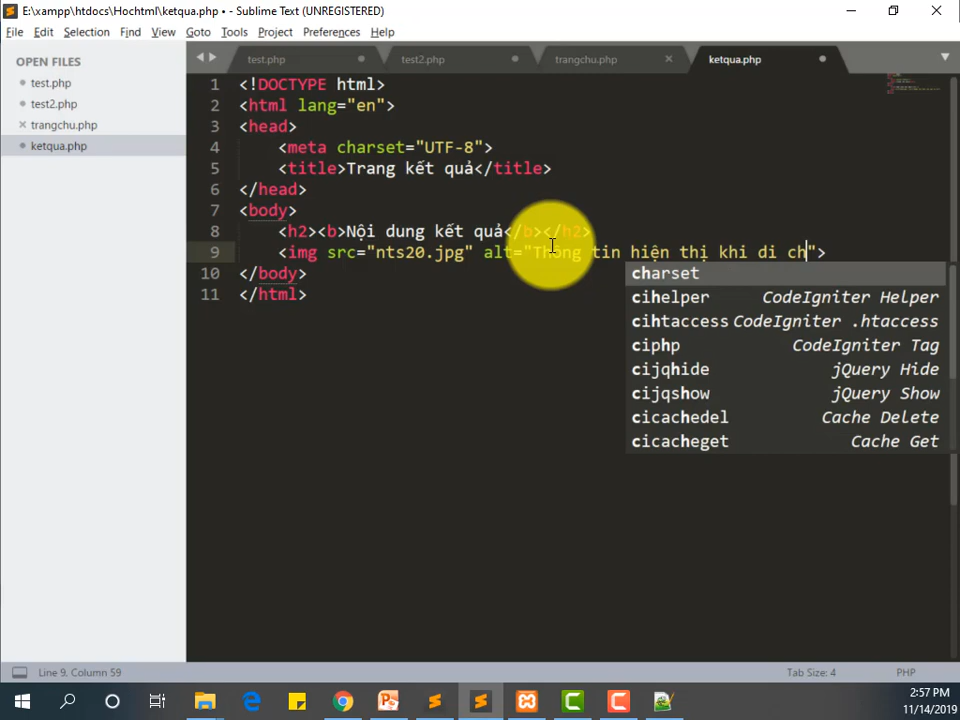 E:\xampp\htdocs\Hochtml\ketqua.php • - Sublime Text (UNREGISTERED)
File Edit Selection Find View Goto Tools Project Preferences Help
OPEN FILES
test.php
test2.php
trangchu.php
ketqua.php
test.php test2.php trangchu.php ketqua.php
1 <!DOCTYPE html>
2 <html lang="en">
3 <head>
4 <meta charset="UTF-8">
5 <title>Trang kết quả</title>
6 </head>
7 <body>
8 <h2><b>Nội dung kết quả</b></h2>
9 <img src="nts20.jpg" alt="Thông tin hiện thị khi di ch">
10 </body>
11 </html>
charset
cihelper CodeIgniter Helper
cihtaccess CodeIgniter .htaccess
ciphp CodeIgniter Tag
cijqhide jQuery Hide
cijqshow jQuery Show
cicachedel Cache Delete
cicacheget Cache Get
Line 9, Column 59 Tab Size: 4 PHP
2:57 PM
11/14/2019